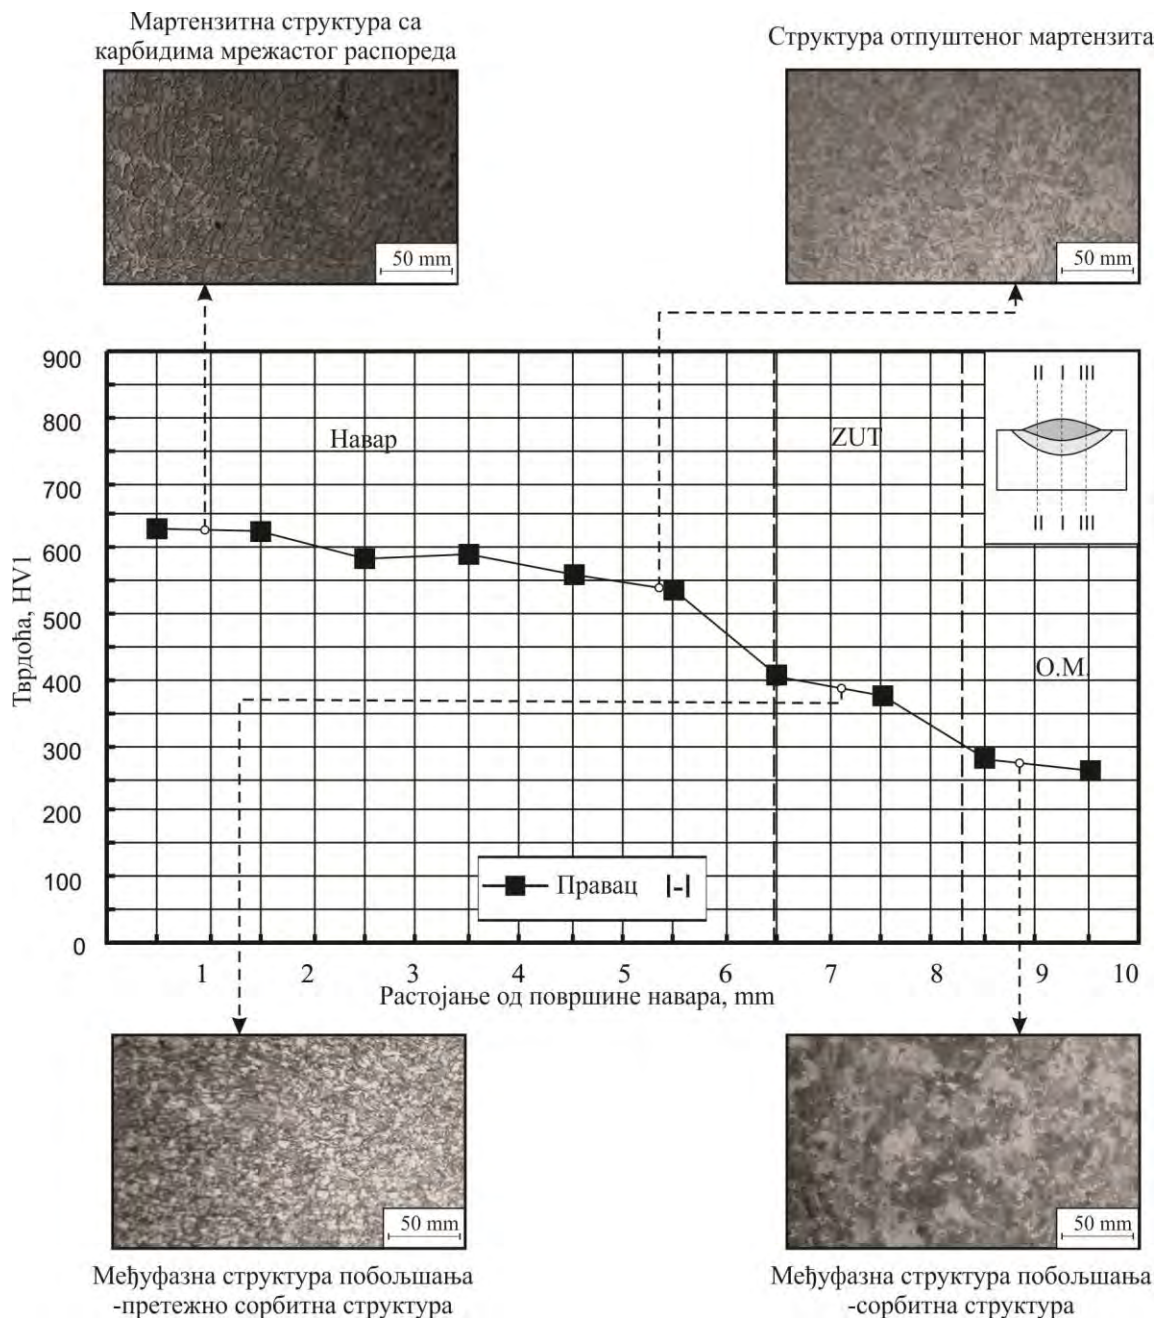 Мартензитна структура са
карбидима мрежастог распореда
Структура отпуштеног мартензита
50 mm
50 mm
900
800
700
600
500
400
300
200
100
0
Тврдоћа, HV1
Навар
ZUT
О.М.
II I III
II I III
Правац I-I
1 2 3 4 5 6 7 8 9 10
Растојање од површине навара, mm
50 mm
50 mm
Међуфазна структура побољшања
-претежно сорбитна структура
Међуфазна структура побољшања
-сорбитна структура